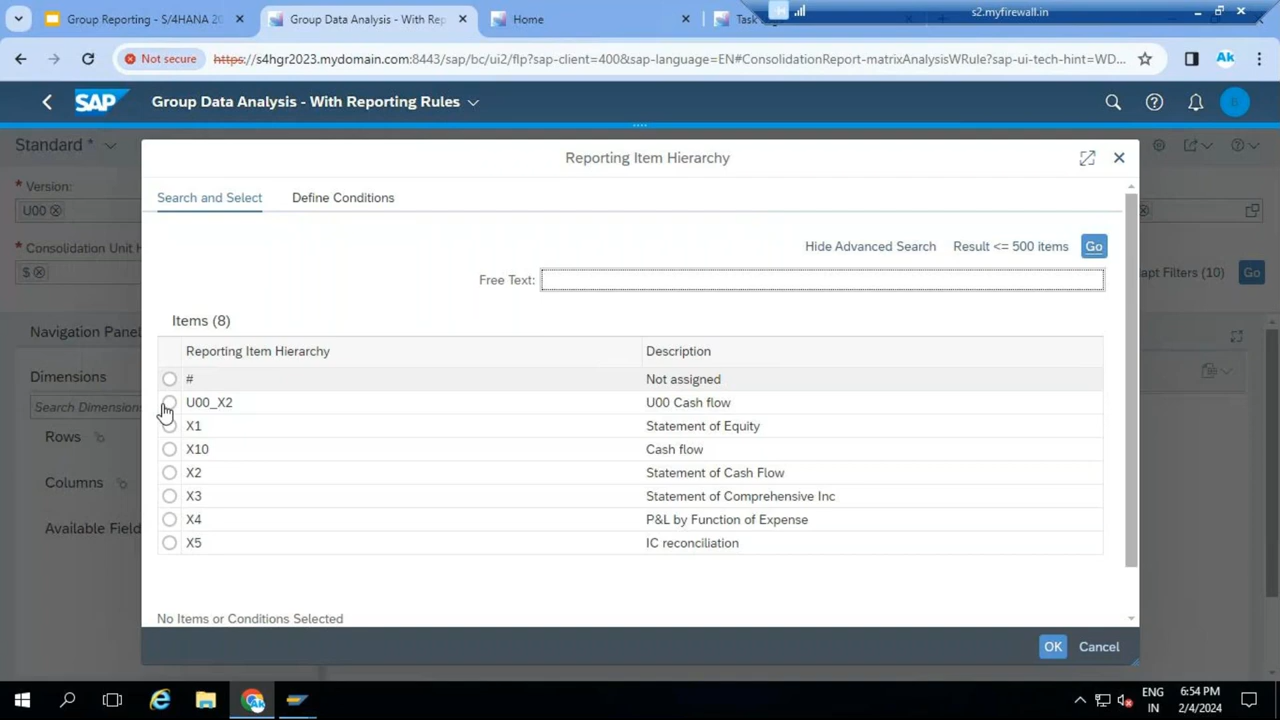 Group Reporting - S/4HANA 20
Group Data Analysis - With Rep
Home
Task
s2.myfirewall.in
Not secure
https://s4hgr2023.mydomain.com:8443/sap/bc/ui2/flp?sap-client=400&sap-language=EN#ConsolidationReport-matrixAnalysisWRule?sap-ui-tech-hint=WD...
Ak
SAP
Group Data Analysis - With Reporting Rules
Standard *
* Version:
U00
* Consolidation Unit H
$
Adapt Filters (10)
Go
Navigation Panel
Dimensions
Search Dimensions
Rows
Columns
Available Field
Reporting Item Hierarchy
Search and Select
Define Conditions
Hide Advanced Search
Result <= 500 items
Go
Free Text:
Items (8)
Reporting Item Hierarchy
Description
#
Not assigned
U00_X2
U00 Cash flow
X1
Statement of Equity
X10
Cash flow
X2
Statement of Cash Flow
X3
Statement of Comprehensive Inc
X4
P&L by Function of Expense
X5
IC reconciliation
No Items or Conditions Selected
OK
Cancel
ENG
IN
6:54 PM
2/4/2024